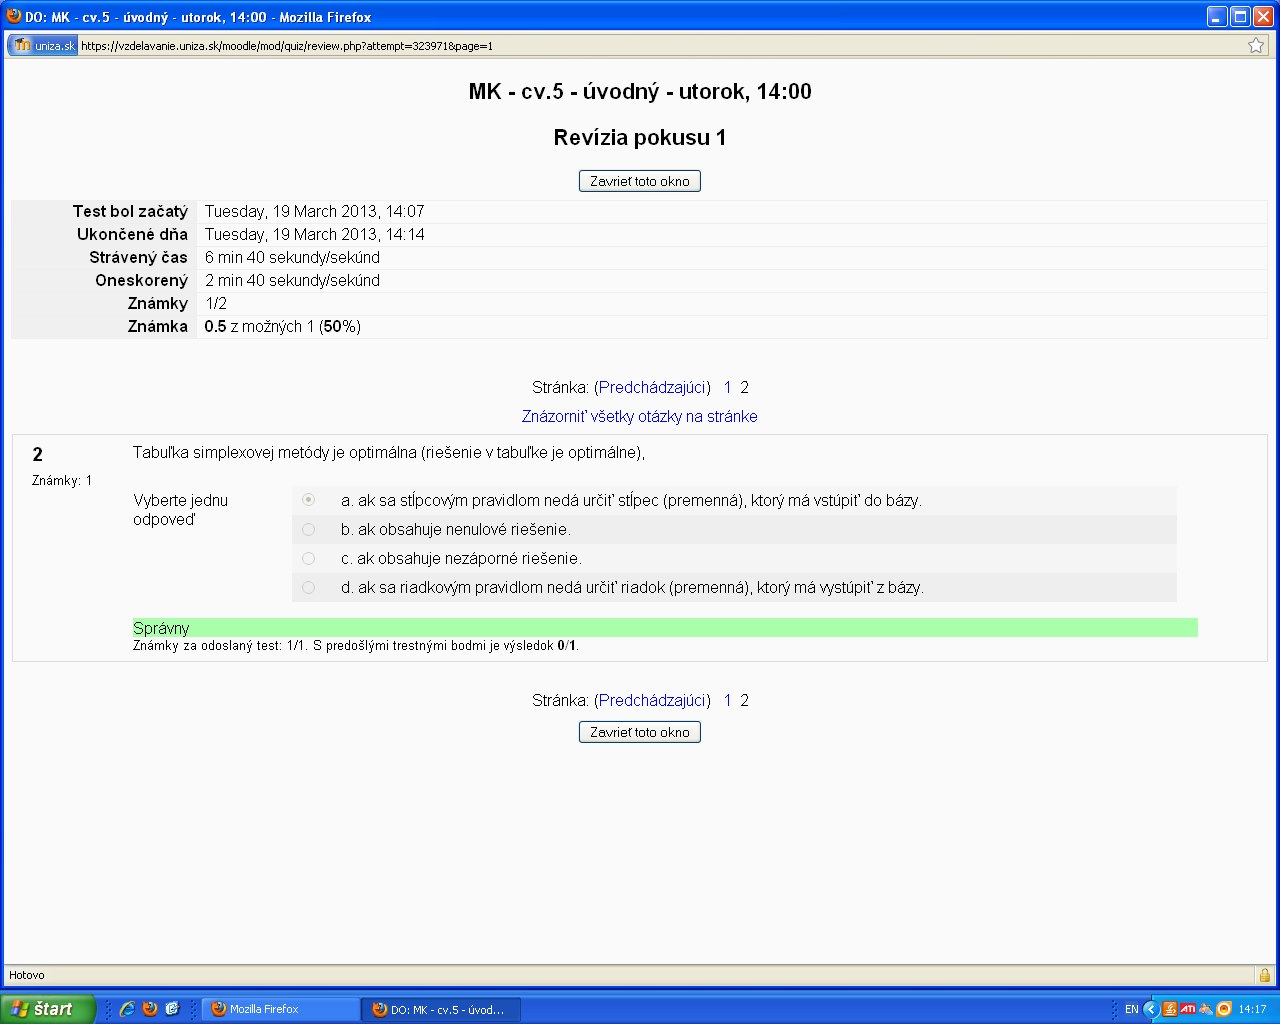 DO: MK - cv.5 - úvodný - utorok, 14:00 - Mozilla Firefox
uniza.sk https://vzdelavanie.uniza.sk/moodle/mod/quiz/review.php?attempt=323971&page=1
MK - cv.5 - úvodný - utorok, 14:00
Revízia pokusu 1
Zavrieť toto okno
Test bol začatý Tuesday, 19 March 2013, 14:07
Ukončené dňa Tuesday, 19 March 2013, 14:14
Strávený čas 6 min 40 sekundy/sekúnd
Oneskorený 2 min 40 sekundy/sekúnd
Známky 1/2
Známka 0.5 z možných 1 (50%)
Stránka: (Predchádzajúci) 1 2
Znázorniť všetky otázky na stránke
2 Tabuľka simplexovej metódy je optimálna (riešenie v tabuľke je optimálne),
Známky: 1
Vyberte jednu
odpoveď
a. ak sa stĺpcovým pravidlom nedá určiť stĺpec (premenná), ktorý má vstúpiť do bázy.
b. ak obsahuje nenulové riešenie.
c. ak obsahuje nezáporné riešenie.
d. ak sa riadkovým pravidlom nedá určiť riadok (premenná), ktorý má vystúpiť z bázy.
Správny
Známky za odoslaný test: 1/1. S predošlými trestnými bodmi je výsledok 0/1.
Stránka: (Predchádzajúci) 1 2
Zavrieť toto okno
Hotovo
štart Mozilla Firefox DO: MK - cv.5 - úvod... EN ATI 14:17